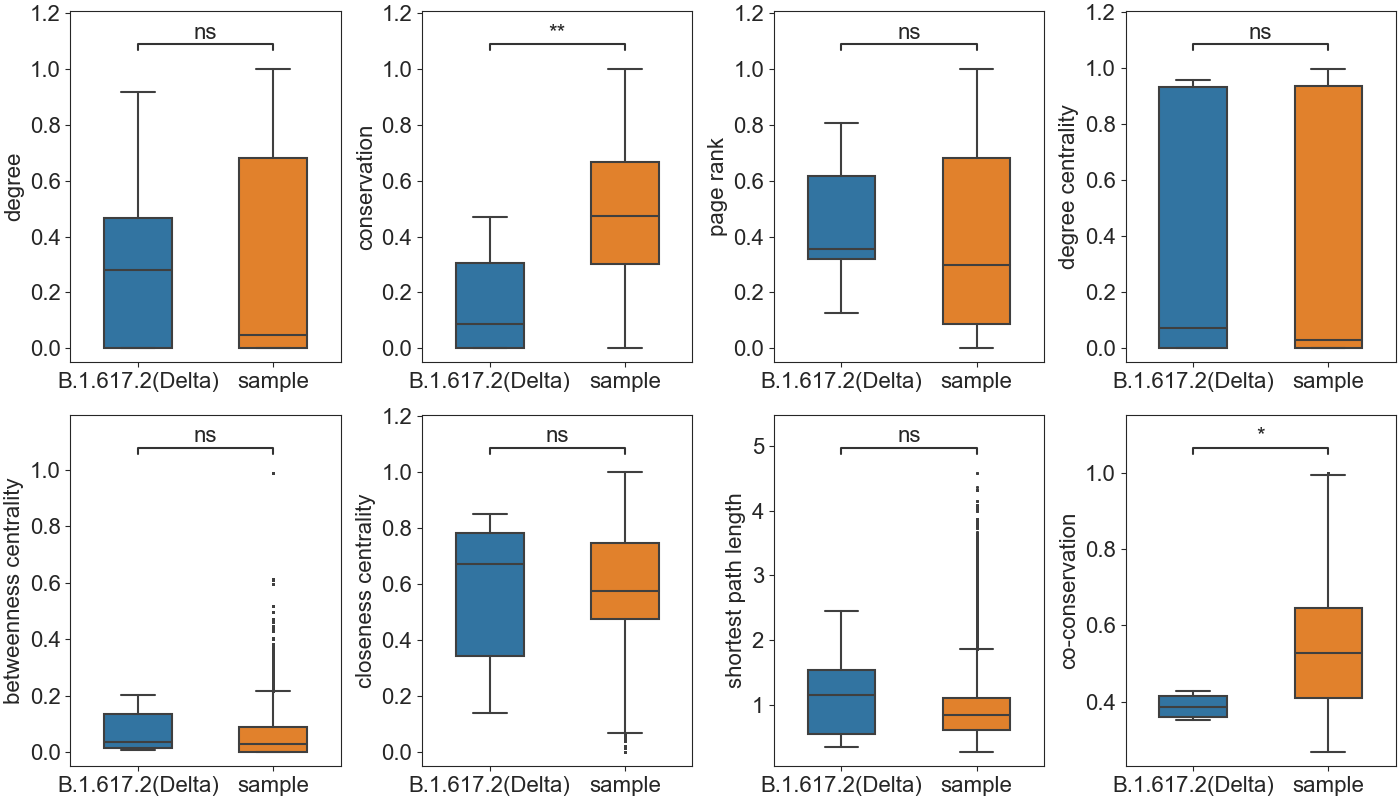 degree
1.2
1.0
0.8
0.6
0.4
0.2
0.0
ns
B.1.617.2(Delta) sample
conservation
1.2
1.0
0.8
0.6
0.4
0.2
0.0
**
B.1.617.2(Delta) sample
page rank
1.2
1.0
0.8
0.6
0.4
0.2
0.0
ns
B.1.617.2(Delta) sample
degree centrality
1.2
1.0
0.8
0.6
0.4
0.2
0.0
ns
B.1.617.2(Delta) sample
betweenness centrality
1.0
0.8
0.6
0.4
0.2
0.0
ns
B.1.617.2(Delta) sample
closeness centrality
1.2
1.0
0.8
0.6
0.4
0.2
0.0
ns
B.1.617.2(Delta) sample
shortest path length
5
4
3
2
1
ns
B.1.617.2(Delta) sample
co-conservation
1.0
0.8
0.6
0.4
*
B.1.617.2(Delta) sample